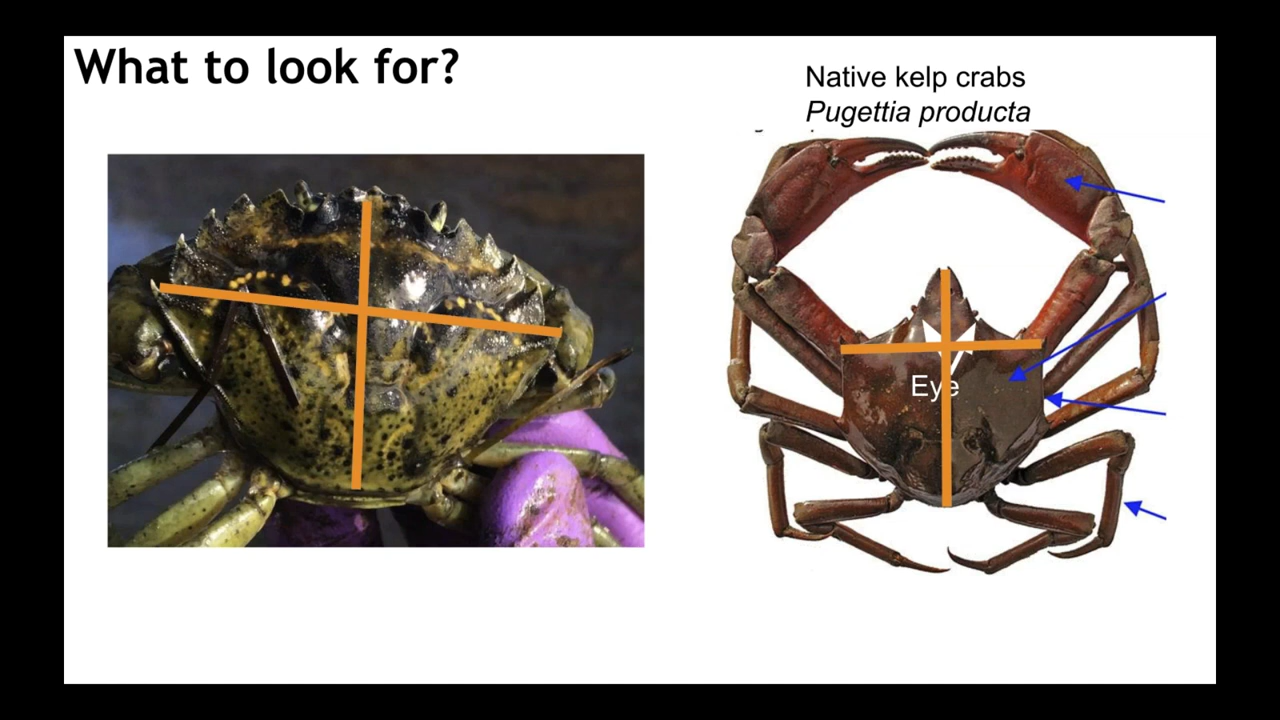 What to look for?
Native kelp crabs
Pugettia producta
Eye